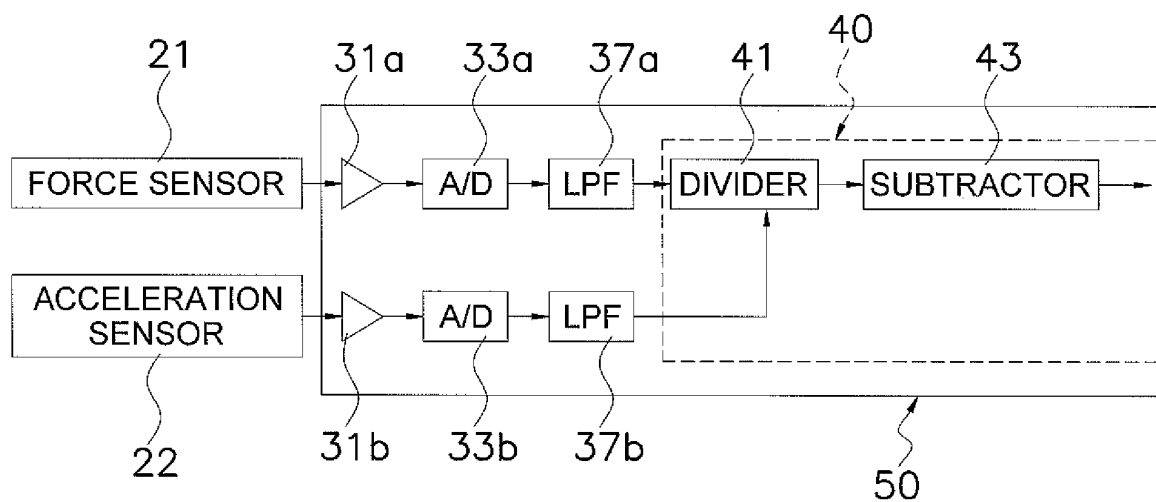 40
21 31a 33a 37a 41 43
FORCE SENSOR A/D LPF DIVIDER SUBTRACTOR
ACCELERATION
SENSOR
A/D LPF
22 31b 33b 37b 50